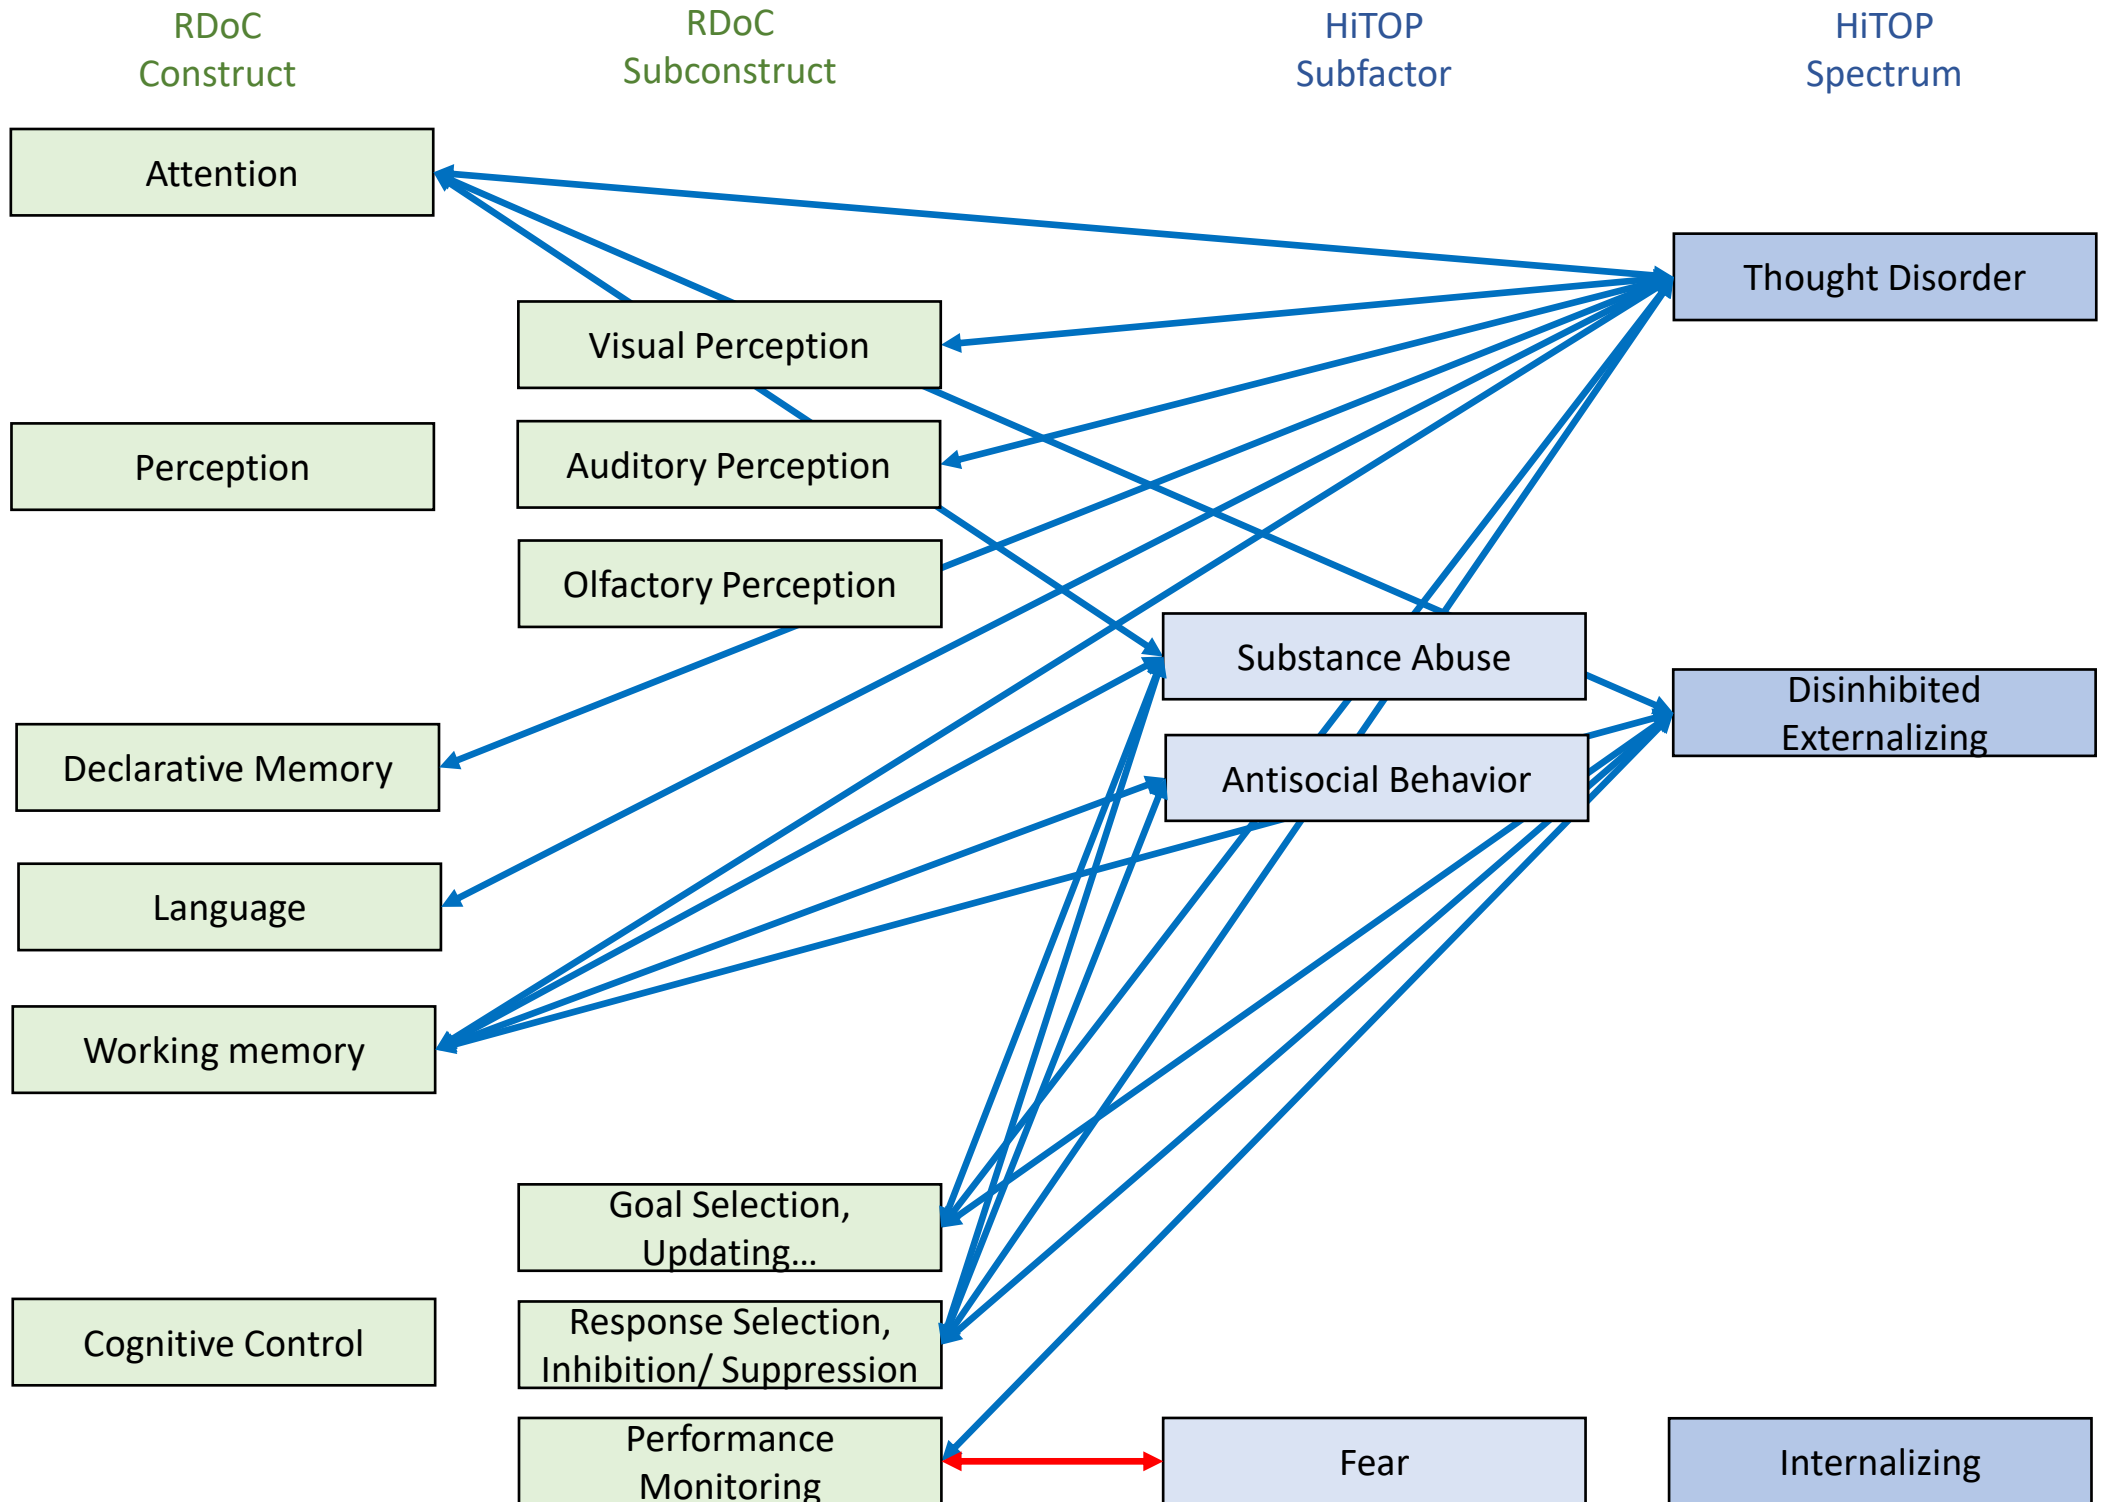 RDoC
Construct
RDoC
Subconstruct
HiTOP
Subfactor
HiTOP
Spectrum
Attention
Thought Disorder
Visual Perception
Perception
Auditory Perception
Olfactory Perception
Substance Abuse
Disinhibited
Externalizing
Declarative Memory
Antisocial Behavior
Language
Working memory
Goal Selection,
Updating…
Cognitive Control
Response Selection,
Inhibition/ Suppression
Performance
Monitoring
Fear
Internalizing